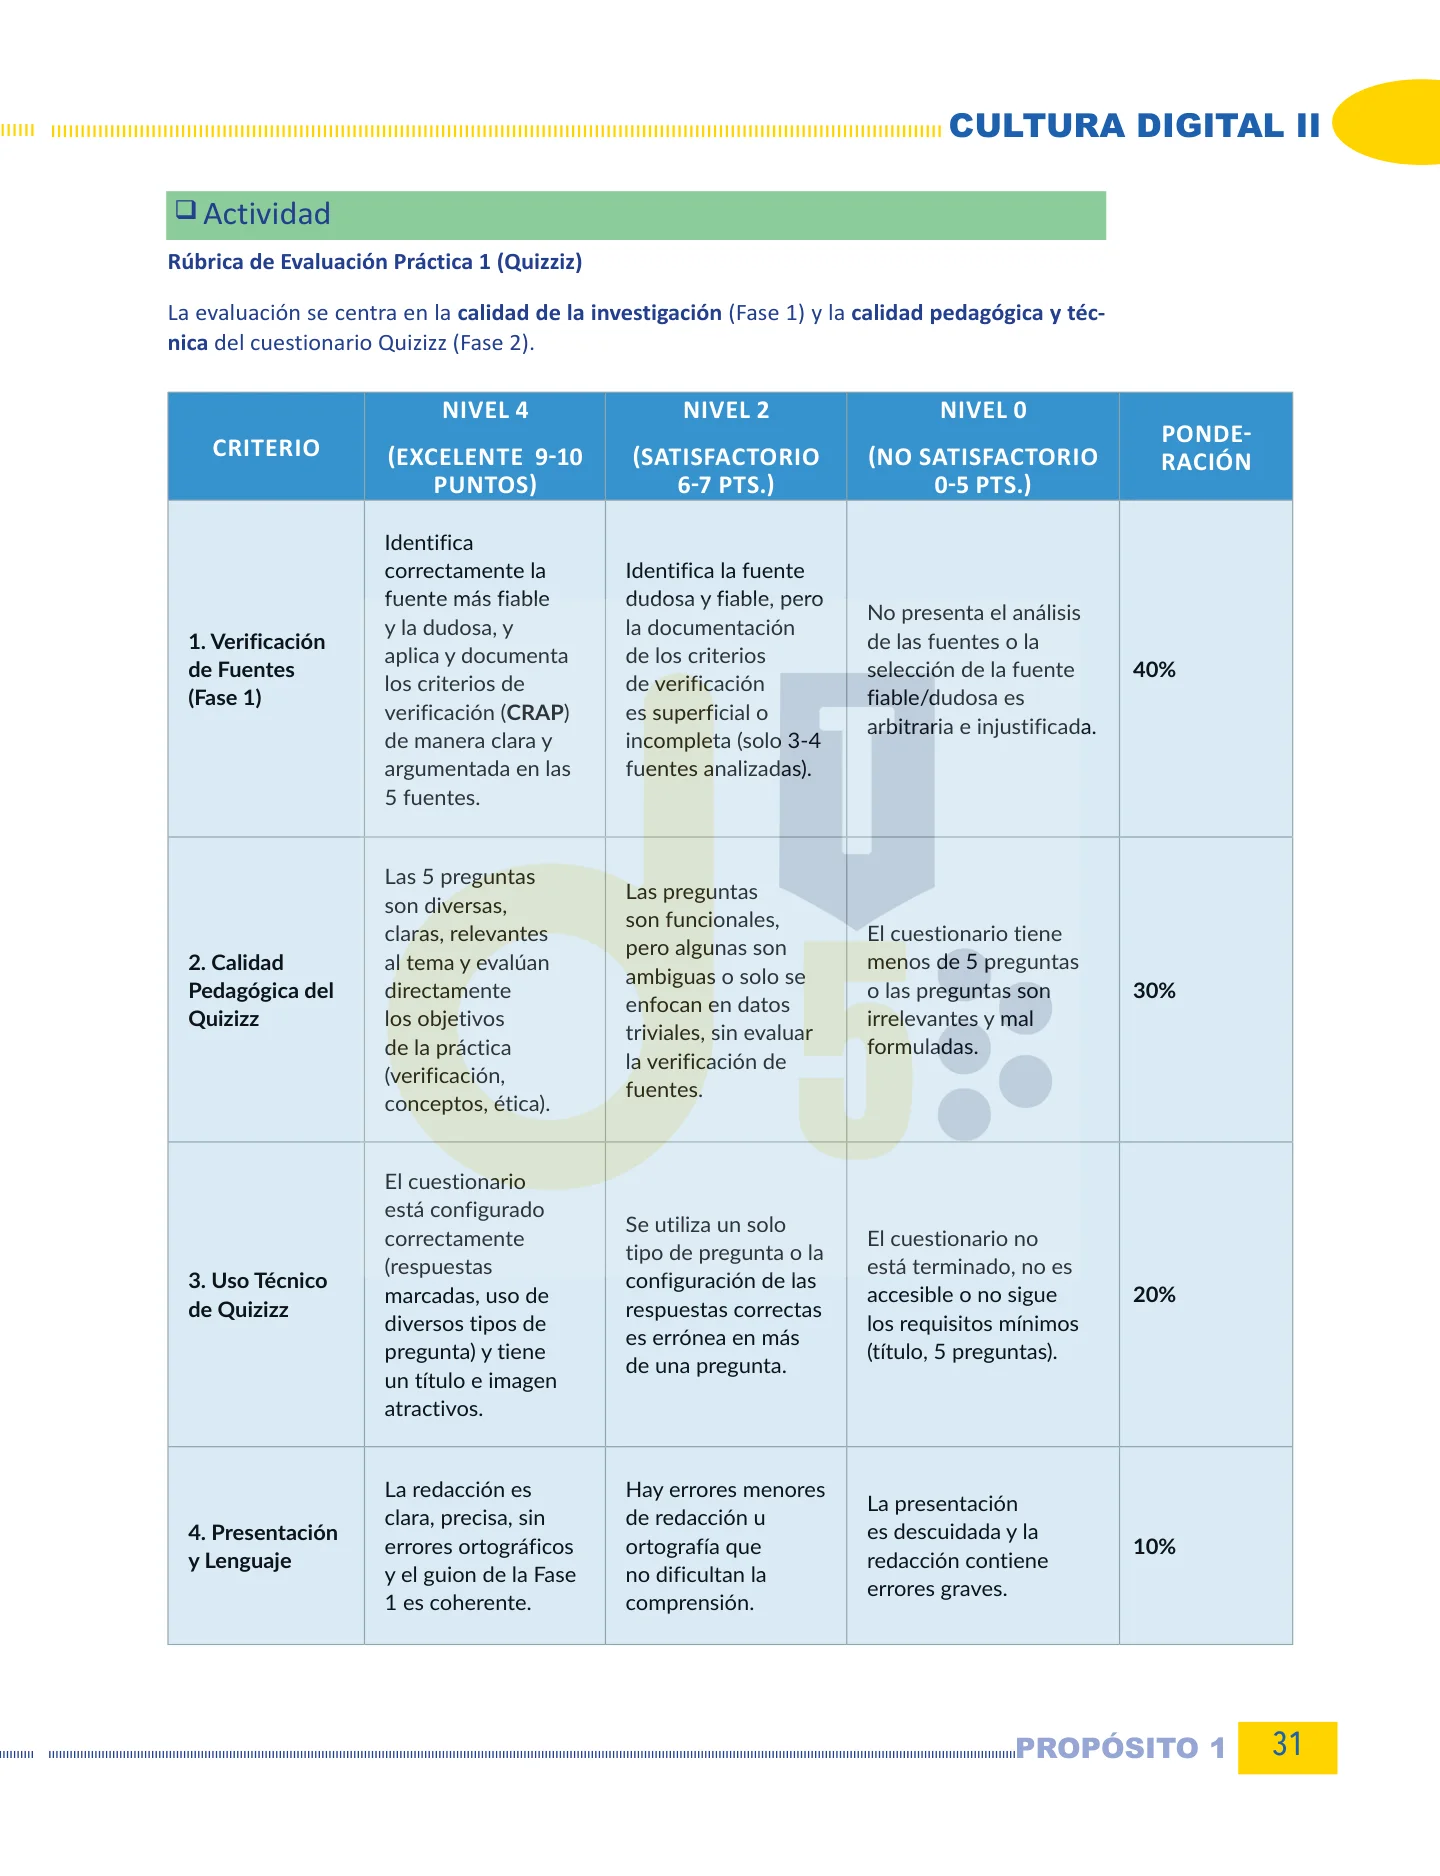 CULTURA DIGITAL II
❑ Actividad
Rúbrica de Evaluación Práctica 1 (Quizziz)
La evaluación se centra en la calidad de la investigación (Fase 1) y la calidad pedagógica y téc-
nica del cuestionario Quizizz (Fase 2).
CRITERIO
NIVEL 4
(EXCELENTE 9-10
PUNTOS)
NIVEL 2
(SATISFACTORIO
6-7 PTS.)
NIVEL 0
(NO SATISFACTORIO
0-5 PTS.)
PONDE-
RACIÓN
1. Verificación
de Fuentes
(Fase 1)
Identifica
correctamente la
fuente más fiable
y la dudosa, y
aplica y documenta
los criterios de
verificación (CRAP)
de manera clara y
argumentada en las
5 fuentes.
Identifica la fuente
dudosa y fiable, pero
la documentación
de los criterios
de verificación
es superficial o
incompleta (solo 3-4
fuentes analizadas).
No presenta el análisis
de las fuentes o la
selección de la fuente
fiable/dudosa es
arbitraria e injustificada.
40%
2. Calidad
Pedagógica del
Quizizz
Las 5 preguntas
son diversas,
claras, relevantes
al tema y evalúan
directamente
los objetivos
de la práctica
(verificación,
conceptos, ética).
Las preguntas
son funcionales,
pero algunas son
ambiguas o solo se
enfocan en datos
triviales, sin evaluar
la verificación de
fuentes.
El cuestionario tiene
menos de 5 preguntas
o las preguntas son
irrelevantes y mal
formuladas.
30%
3. Uso Técnico
de Quizizz
El cuestionario
está configurado
correctamente
(respuestas
marcadas, uso de
diversos tipos de
pregunta) y tiene
un título e imagen
atractivos.
Se utiliza un solo
tipo de pregunta o la
configuración de las
respuestas correctas
es errónea en más
de una pregunta.
El cuestionario no
está terminado, no es
accesible o no sigue
los requisitos mínimos
(título, 5 preguntas).
20%
4. Presentación
y Lenguaje
La redacción es
clara, precisa, sin
errores ortográficos
y el guion de la Fase
1 es coherente.
Hay errores menores
de redacción u
ortografía que
no dificultan la
comprensión.
La presentación
es descuidada y la
redacción contiene
errores graves.
10%
PROPÓSITO 1
31